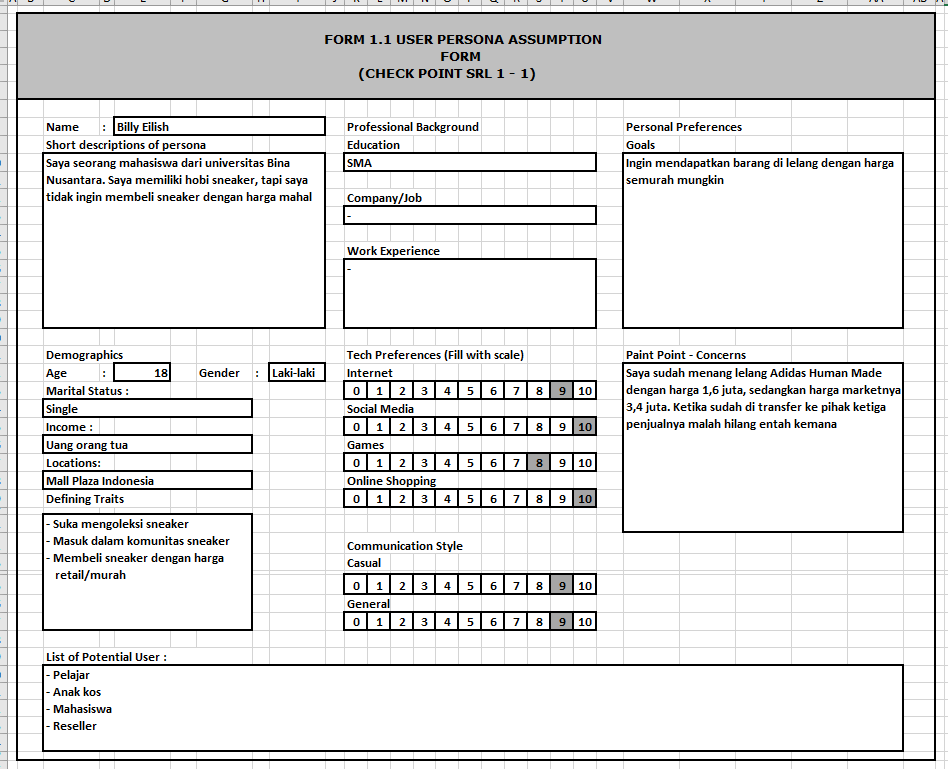 FORM 1.1 USER PERSONA ASSUMPTION
FORM
(CHECK POINT SRL 1 - 1)
Name : Billy Eilish
Short descriptions of persona
Saya seorang mahasiswa dari universitas Bina
Nusantara. Saya memiliki hobi sneaker, tapi saya
tidak ingin membeli sneaker dengan harga mahal
Professional Background
Education
SMA
Company/Job
-
Work Experience
-
Personal Preferences
Goals
Ingin mendapatkan barang di lelang dengan harga
semurah mungkin
Demographics
Age : 18 Gender : Laki-laki
Marital Status :
Single
Income :
Uang orang tua
Locations:
Mall Plaza Indonesia
Defining Traits
- Suka mengoleksi sneaker
- Masuk dalam komunitas sneaker
- Membeli sneaker dengan harga
retail/murah
Tech Preferences (Fill with scale)
Internet
0 1 2 3 4 5 6 7 8 9 10
Social Media
0 1 2 3 4 5 6 7 8 9 10
Games
0 1 2 3 4 5 6 7 8 9 10
Online Shopping
0 1 2 3 4 5 6 7 8 9 10
Communication Style
Casual
0 1 2 3 4 5 6 7 8 9 10
General
0 1 2 3 4 5 6 7 8 9 10
Paint Point - Concerns
Saya sudah menang lelang Adidas Human Made
dengan harga 1,6 juta, sedangkan harga marketnya
3,4 juta. Ketika sudah di transfer ke pihak ketiga
penjualnya malah hilang entah kemana
List of Potential User :
- Pelajar
- Anak kos
- Mahasiswa
- Reseller